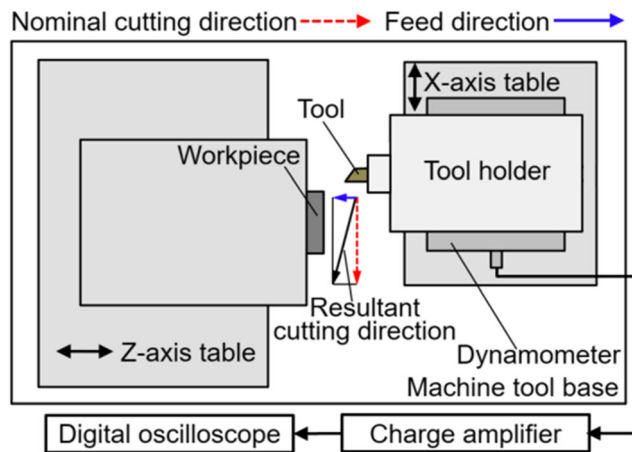 Nominal cutting direction
Feed direction
X-axis table
Tool
Workpiece
Tool holder
Resultant
cutting direction
Z-axis table
Dynamometer
Machine tool base
Digital oscilloscope
Charge amplifier